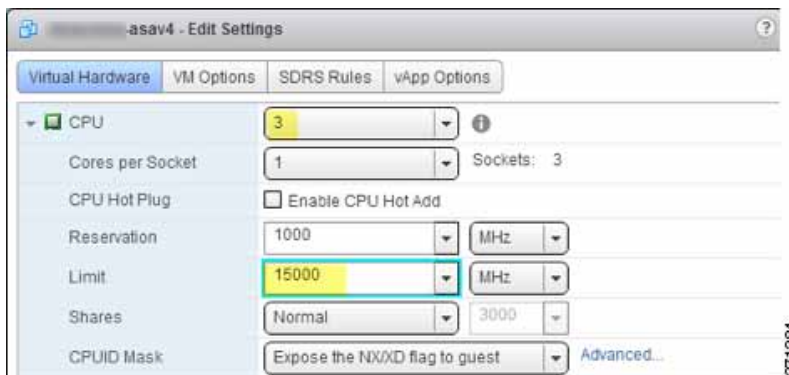 asav4 - Edit Settings ?
Virtual Hardware VM Options SDRS Rules vApp Options
CPU 3
Cores per Socket 1 Sockets: 3
CPU Hot Plug Enable CPU Hot Add
Reservation 1000 MHz
Limit 15000 MHz
Shares Normal 3000
CPUID Mask Expose the NX/XD flag to guest Advanced...